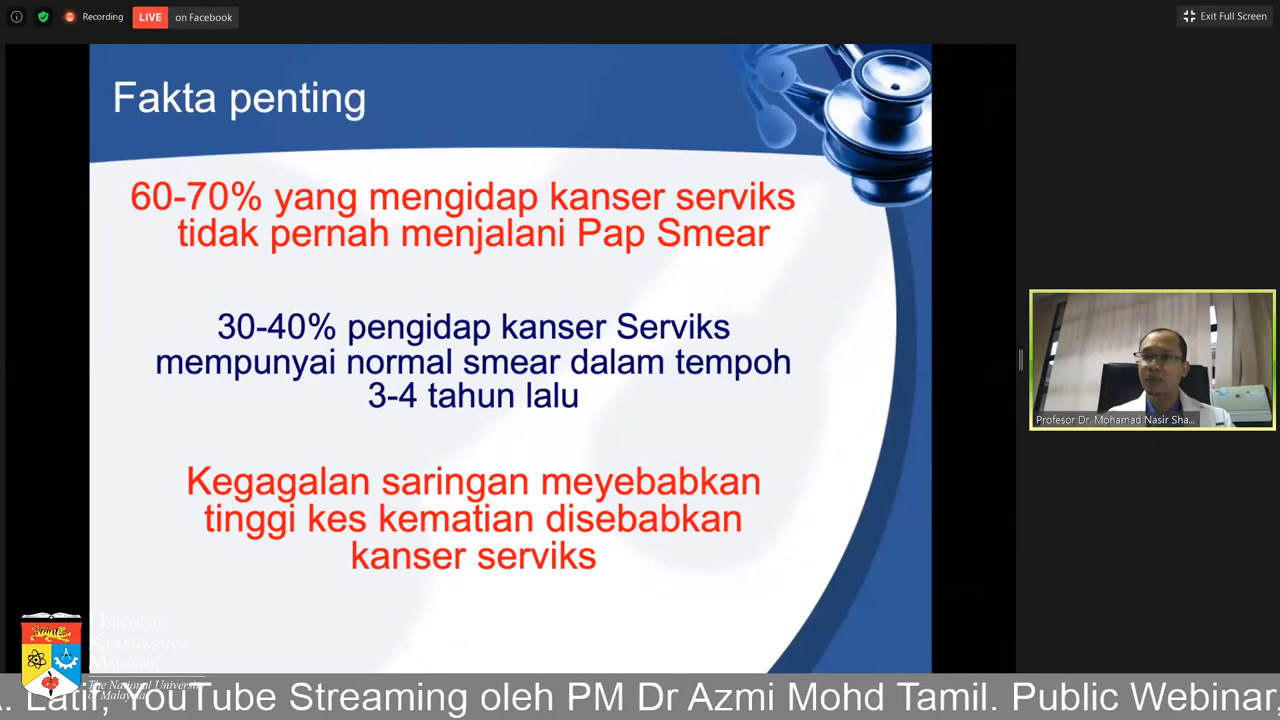 Recording
LIVE
on Facebook
Exit Full Screen
Fakta penting
60-70% yang mengidap kanser serviks
tidak pernah menjalani Pap Smear
30-40% pengidap kanser Serviks
mempunyai normal smear dalam tempoh
3-4 tahun lalu
Kegagalan saringan meyebabkan
tinggi kes kematian disebabkan
kanser serviks
Profesor Dr. Mohamad Nasir Sha...
UNIVERSITI
KEBANGSAAN
MALAYSIA
The National University
of Malaysia
. Latif, YouTube Streaming oleh PM Dr Azmi Mohd Tamil. Public Webinar,